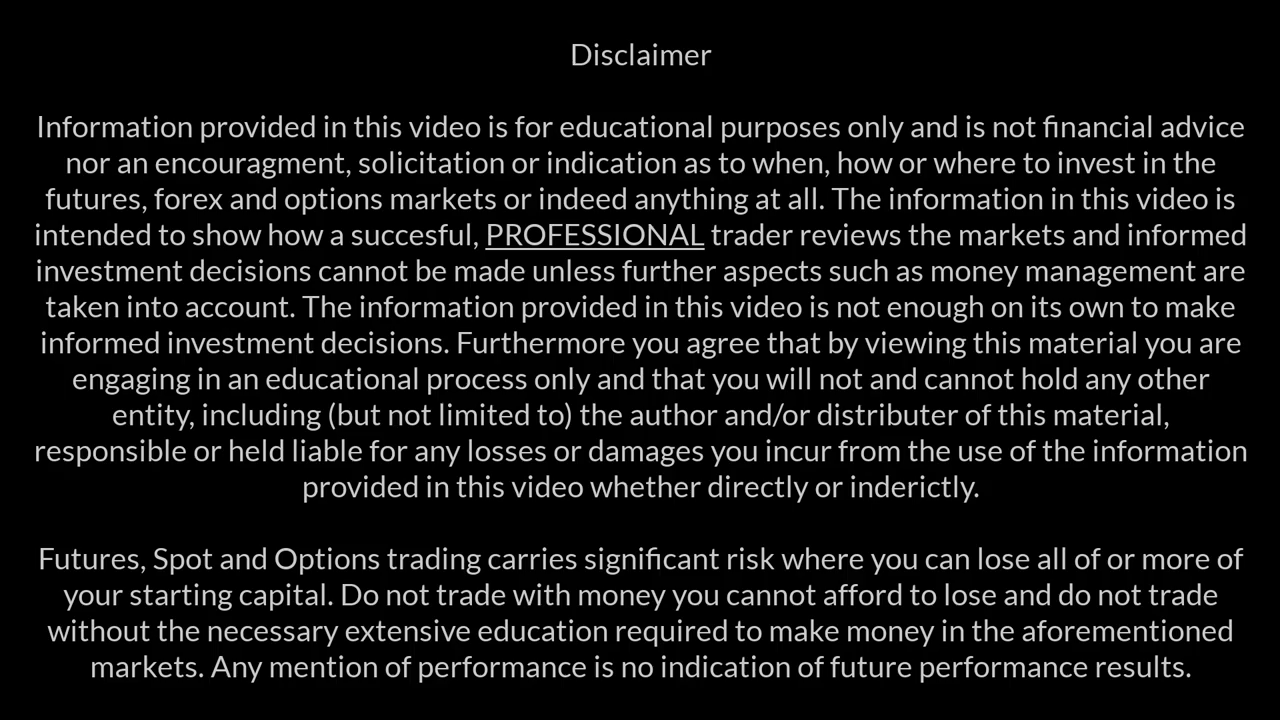 Disclaimer
Information provided in this video is for educational purposes only and is not financial advice
nor an encouragment, solicitation or indication as to when, how or where to invest in the
futures, forex and options markets or indeed anything at all. The information in this video is
intended to show how a succesful, PROFESSIONAL trader reviews the markets and informed
investment decisions cannot be made unless further aspects such as money management are
taken into account. The information provided in this video is not enough on its own to make
informed investment decisions. Furthermore you agree that by viewing this material you are
engaging in an educational process only and that you will not and cannot hold any other
entity, including (but not limited to) the author and/or distributer of this material,
responsible or held liable for any losses or damages you incur from the use of the information
provided in this video whether directly or inderictly.
Futures, Spot and Options trading carries significant risk where you can lose all of or more of
your starting capital. Do not trade with money you cannot afford to lose and do not trade
without the necessary extensive education required to make money in the aforementioned
markets. Any mention of performance is no indication of future performance results.